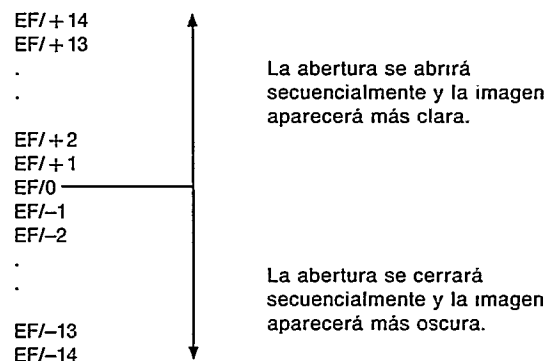 EF/+14
EF/+13
.
.
EF/+2
EF/+1
EF/0
EF/–1
EF/–2
.
.
EF/–13
EF/–14
La abertura se abrirá
secuencialmente y la imagen
aparecerá más clara.
La abertura se cerrará
secuencialmente y la imagen
aparecerá más oscura.